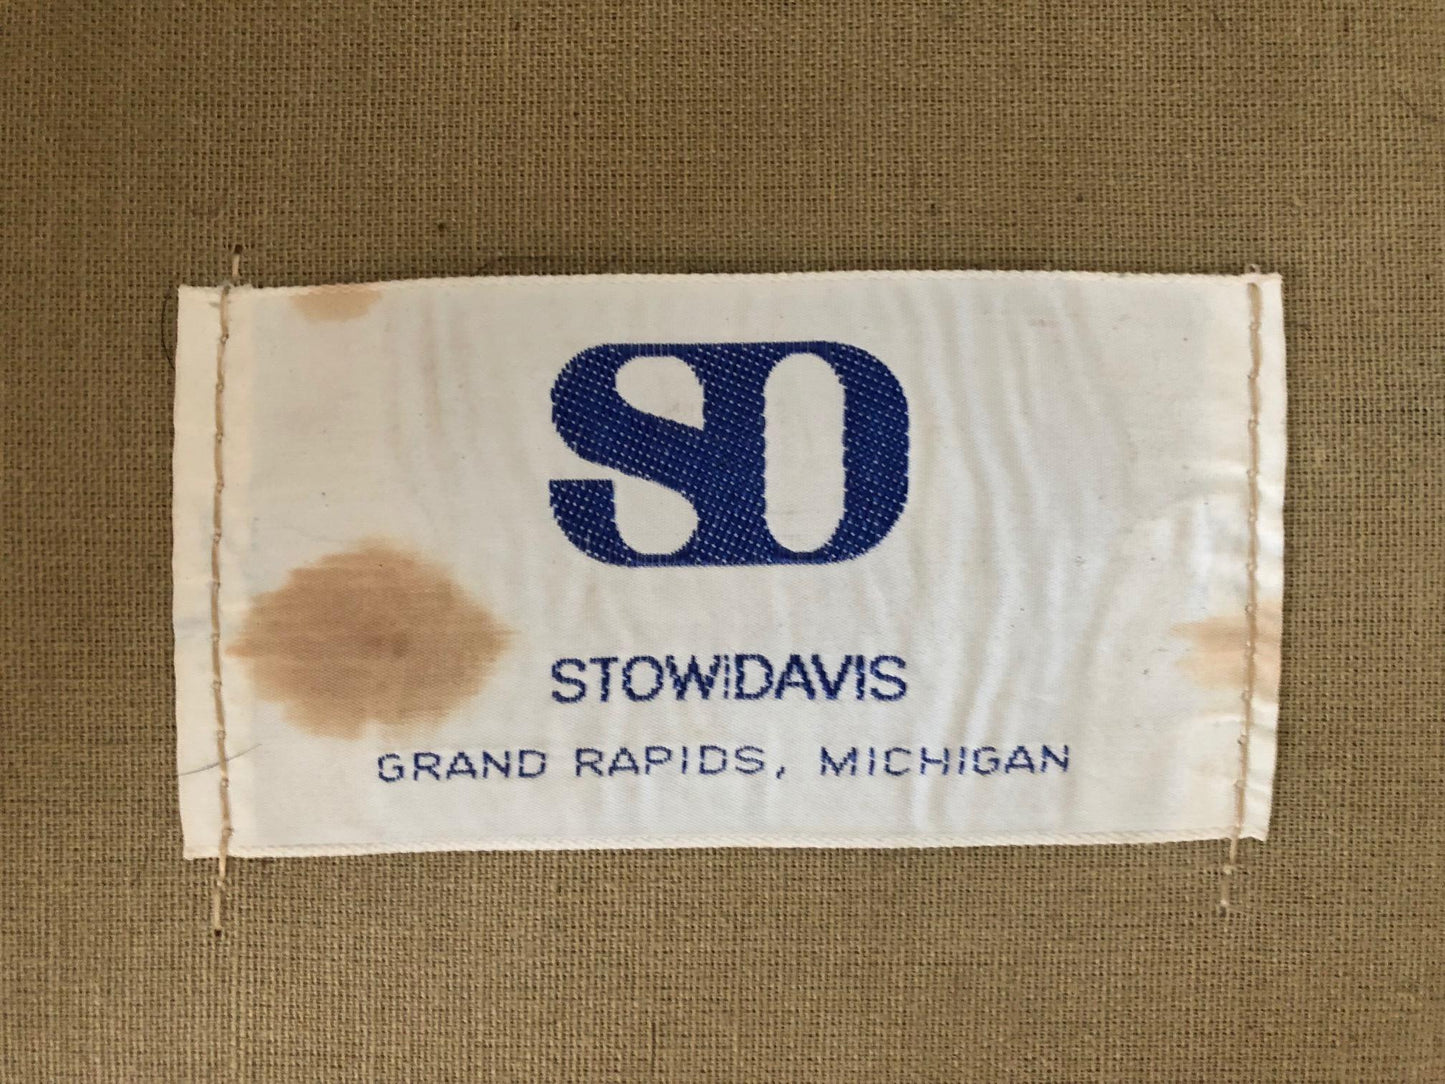 SD
STOW/DAVIS
GRAND RAPIDS, MICHIGAN